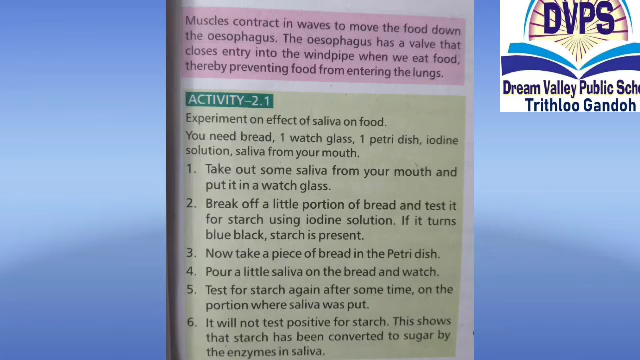 Muscles contract in waves to move the food down
the oesophagus. The oesophagus has a valve that
closes entry into the windpipe when we eat food,
thereby preventing food from entering the lungs.
ACTIVITY–2.1
Experiment on effect of saliva on food.
You need bread, 1 watch glass, 1 petri dish, iodine
solution, saliva from your mouth.
1. Take out some saliva from your mouth and
put it in a watch glass.
2. Break off a little portion of bread and test it
for starch using iodine solution. If it turns
blue black, starch is present.
3. Now take a piece of bread in the Petri dish.
4. Pour a little saliva on the bread and watch.
5. Test for starch again after some time, on the
portion where saliva was put.
6. It will not test positive for starch. This shows
that starch has been converted to sugar by
the enzymes in saliva.
DVPS
Dream Valley Public Scho
Trithloo Gandoh